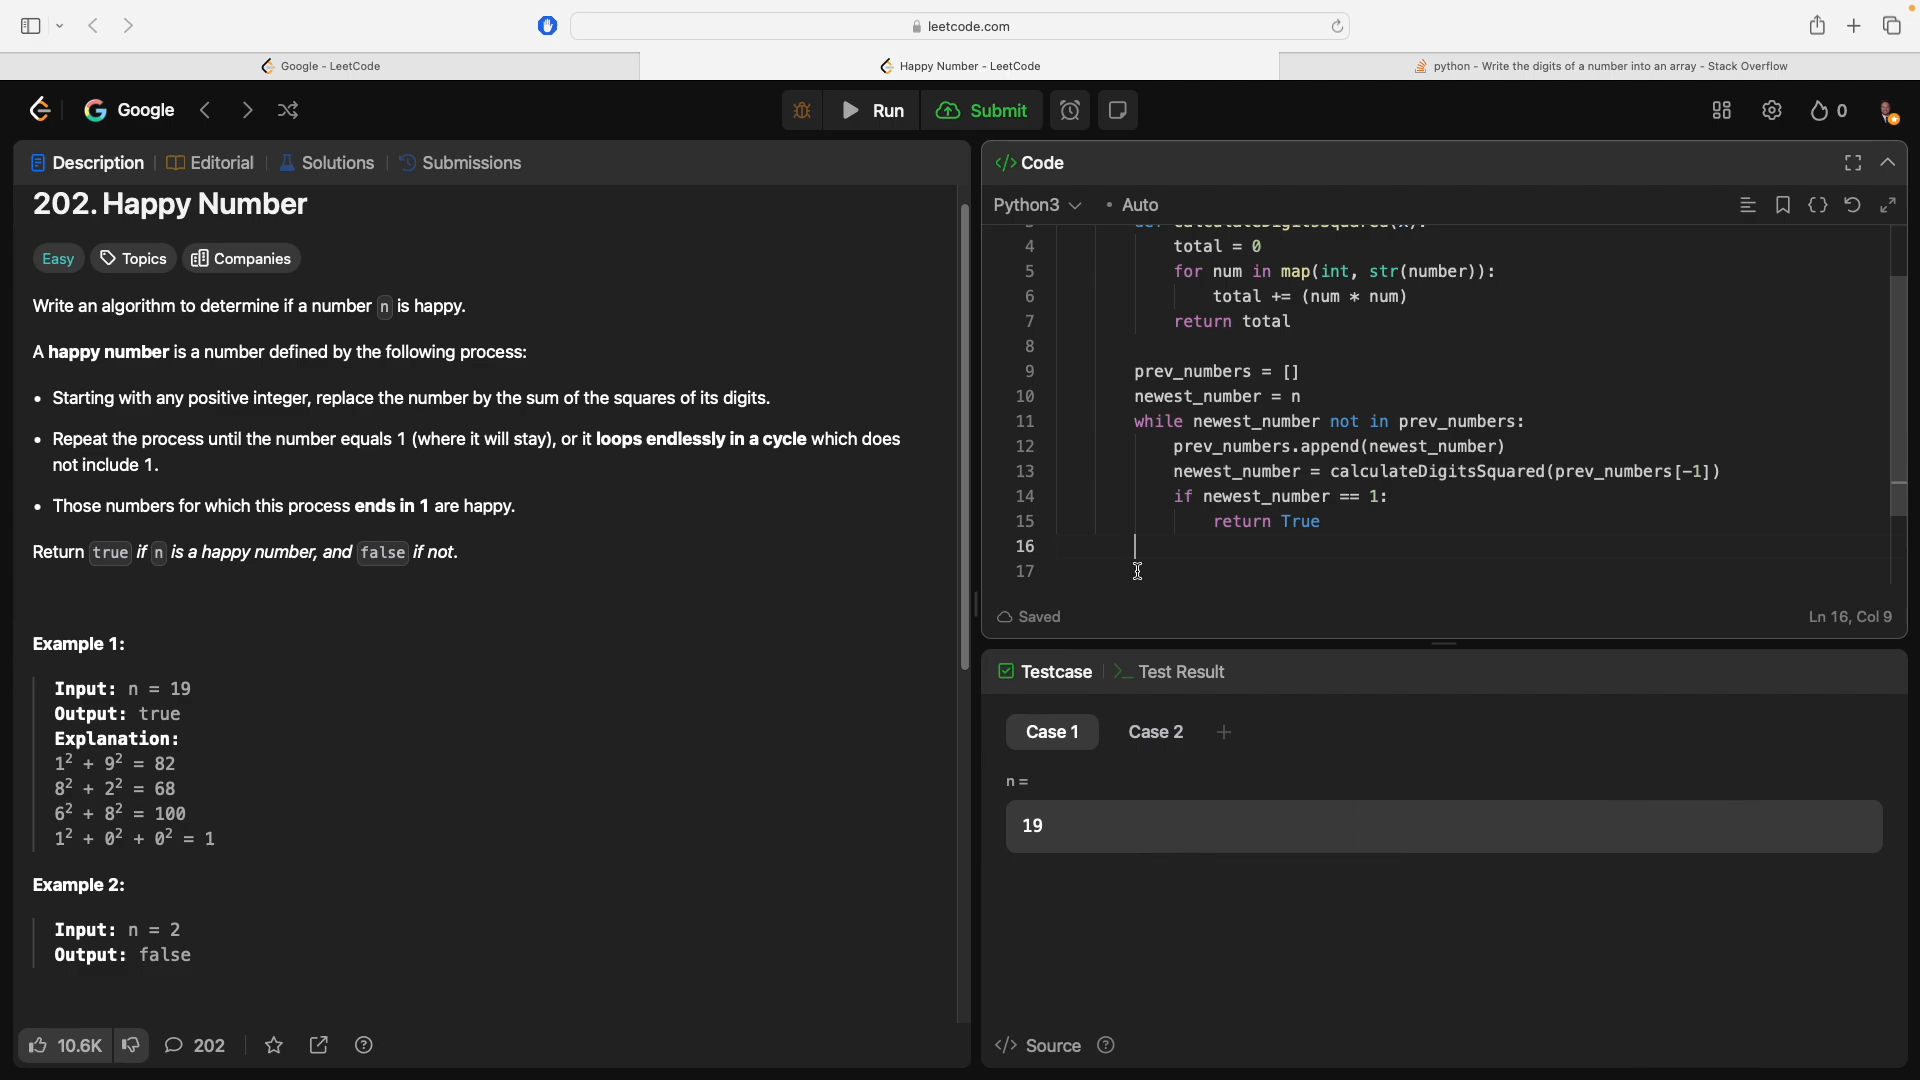 leetcode.com
Google - LeetCode
Happy Number - LeetCode
python - Write the digits of a number into an array - Stack Overflow
Google
Run
Submit
0
Description
Editorial
Solutions
Submissions
202. Happy Number
Easy
Topics
Companies
Write an algorithm to determine if a number n is happy.
A happy number is a number defined by the following process:
• Starting with any positive integer, replace the number by the sum of the squares of its digits.
• Repeat the process until the number equals 1 (where it will stay), or it loops endlessly in a cycle which does
not include 1.
• Those numbers for which this process ends in 1 are happy.
Return true if n is a happy number, and false if not.
Example 1:
Input: n = 19
Output: true
Explanation:
1² + 9² = 82
8² + 2² = 68
6² + 8² = 100
1² + 0² + 0² = 1
Example 2:
Input: n = 2
Output: false
10.6K
202
</> Code
Python3
• Auto
4 total = 0
5 for num in map(int, str(number)):
6 total += (num * num)
7 return total
8
9 prev_numbers = []
10 newest_number = n
11 while newest_number not in prev_numbers:
12 prev_numbers.append(newest_number)
13 newest_number = calculateDigitsSquared(prev_numbers[-1])
14 if newest_number == 1:
15 return True
16
17
Saved
Ln 16, Col 9
Testcase
>_ Test Result
Case 1
Case 2
+
n =
19
</> Source